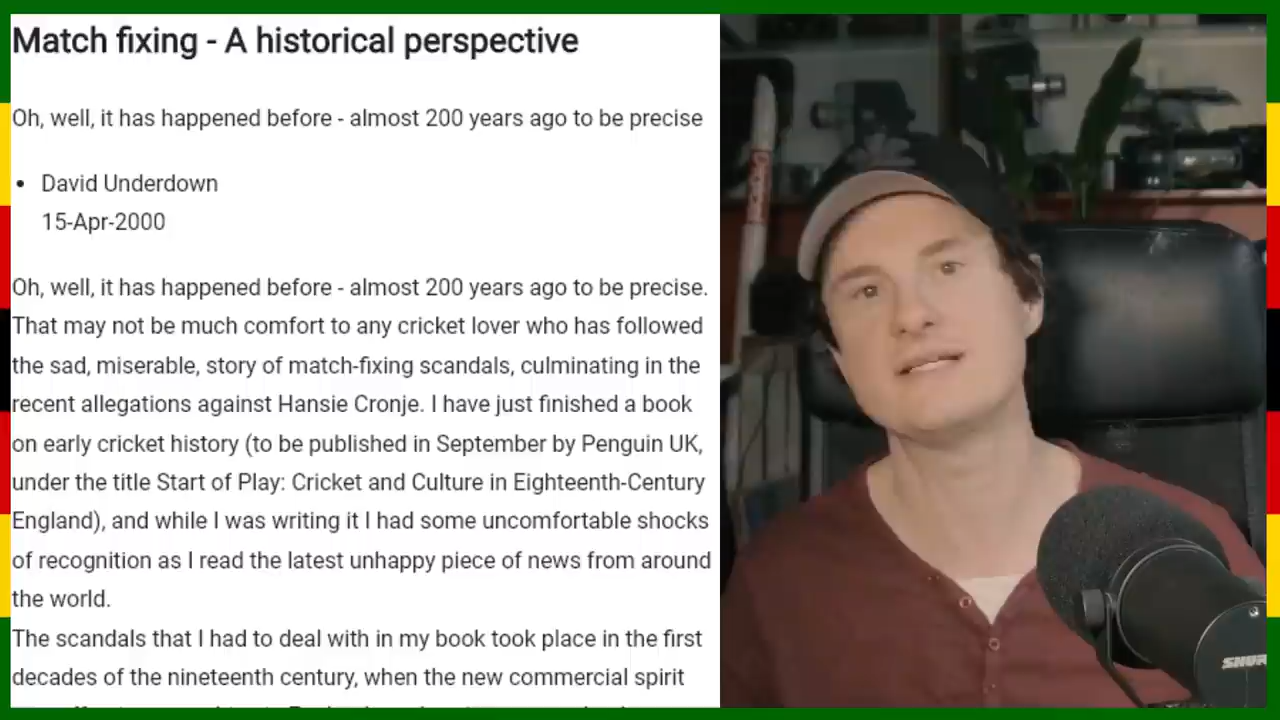 Match fixing - A historical perspective
Oh, well, it has happened before - almost 200 years ago to be precise
• David Underdown
15-Apr-2000
Oh, well, it has happened before - almost 200 years ago to be precise.
That may not be much comfort to any cricket lover who has followed
the sad, miserable, story of match-fixing scandals, culminating in the
recent allegations against Hansie Cronje. I have just finished a book
on early cricket history (to be published in September by Penguin UK,
under the title Start of Play: Cricket and Culture in Eighteenth-Century
England), and while I was writing it I had some uncomfortable shocks
of recognition as I read the latest unhappy piece of news from around
the world.
The scandals that I had to deal with in my book took place in the first
decades of the nineteenth century, when the new commercial spirit
SHUR